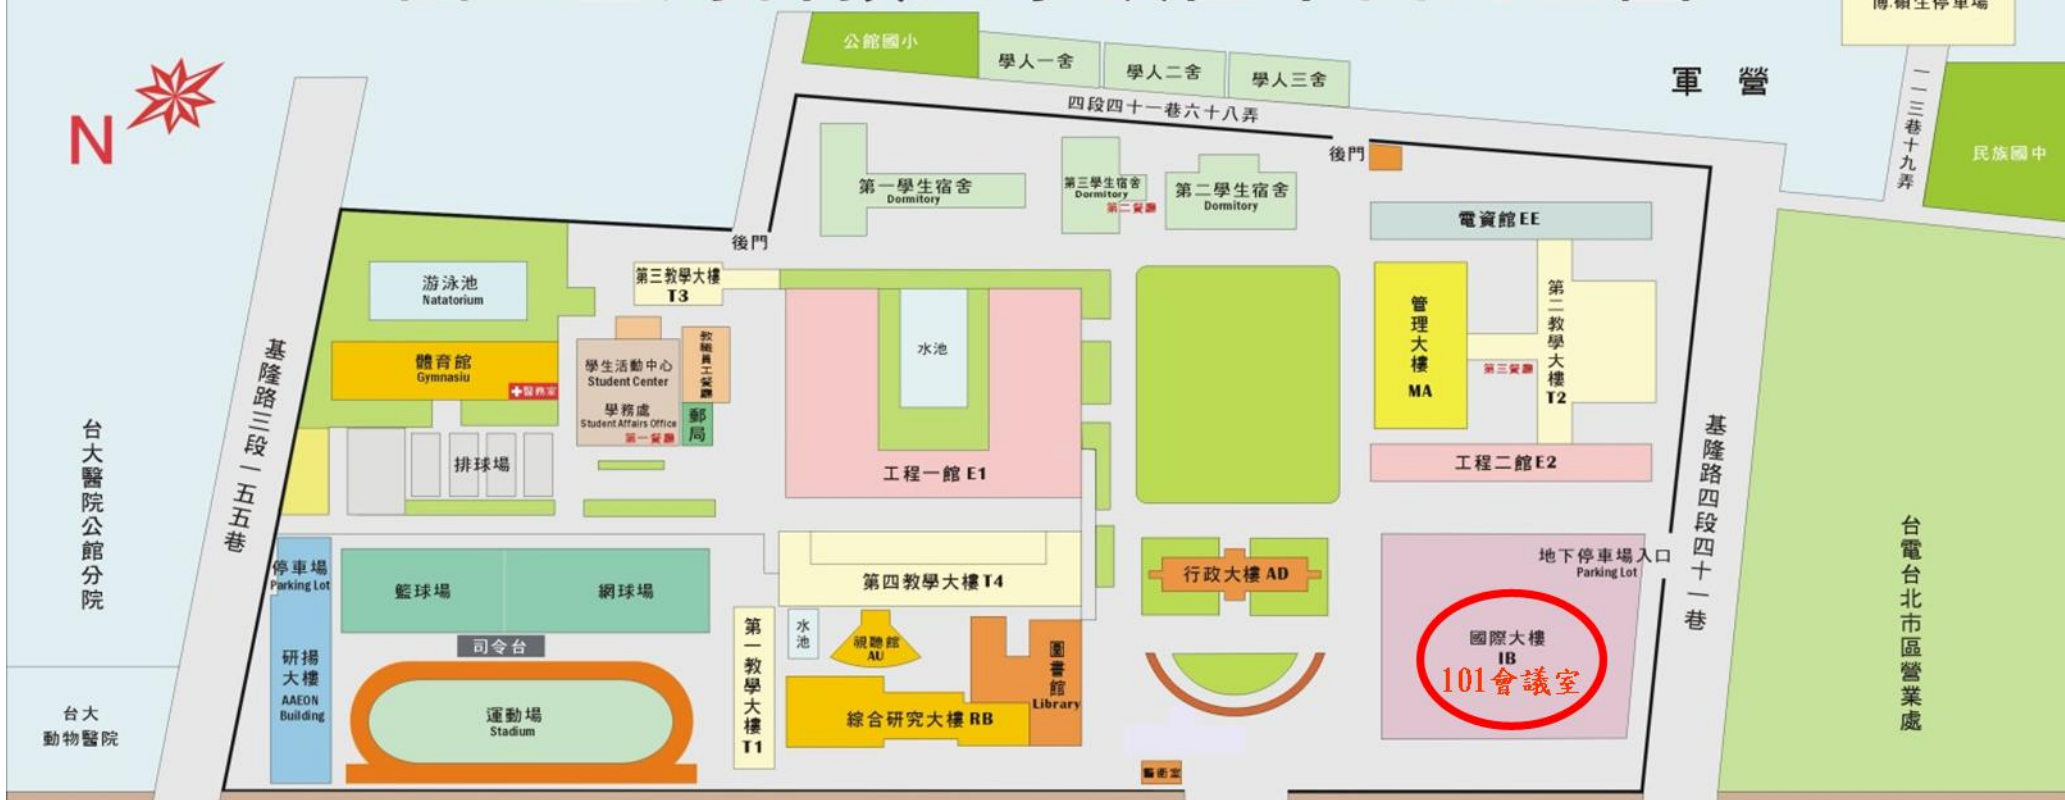 博.碩生停車場
公館國小
學人一舍
學人二舍
學人三舍
軍 營
一一三巷十九弄
民族國中
N
四段四十一巷六十八弄
後門
第一學生宿舍
Dormitory
第三學生宿舍
Dormitory
第二餐廳
第二學生宿舍
Dormitory
電資館EE
後門
游泳池
Natatorium
第三教學大樓
T3
體育館
Gymnasiu
醫務室
學生活動中心
Student Center
學務處
Student Affairs Office
第一餐廳
教職員工餐廳
郵局
水池
工程一館 E1
管理大樓
MA
第三餐廳
第二教學大樓
T2
工程二館E2
基隆路三段一五五巷
基隆路四段四十一巷
台大醫院公館分院
排球場
停車場
Parking Lot
籃球場
網球場
司令台
研揚大樓
AAEON
Building
運動場
Stadium
第四教學大樓T4
第一教學大樓
T1
水池
視聽館
AU
圖書館
Library
綜合研究大樓 RB
行政大樓 AD
地下停車場入口
Parking Lot
國際大樓
IB
101會議室
警衛室
台電台北市區營業處
台大
動物醫院